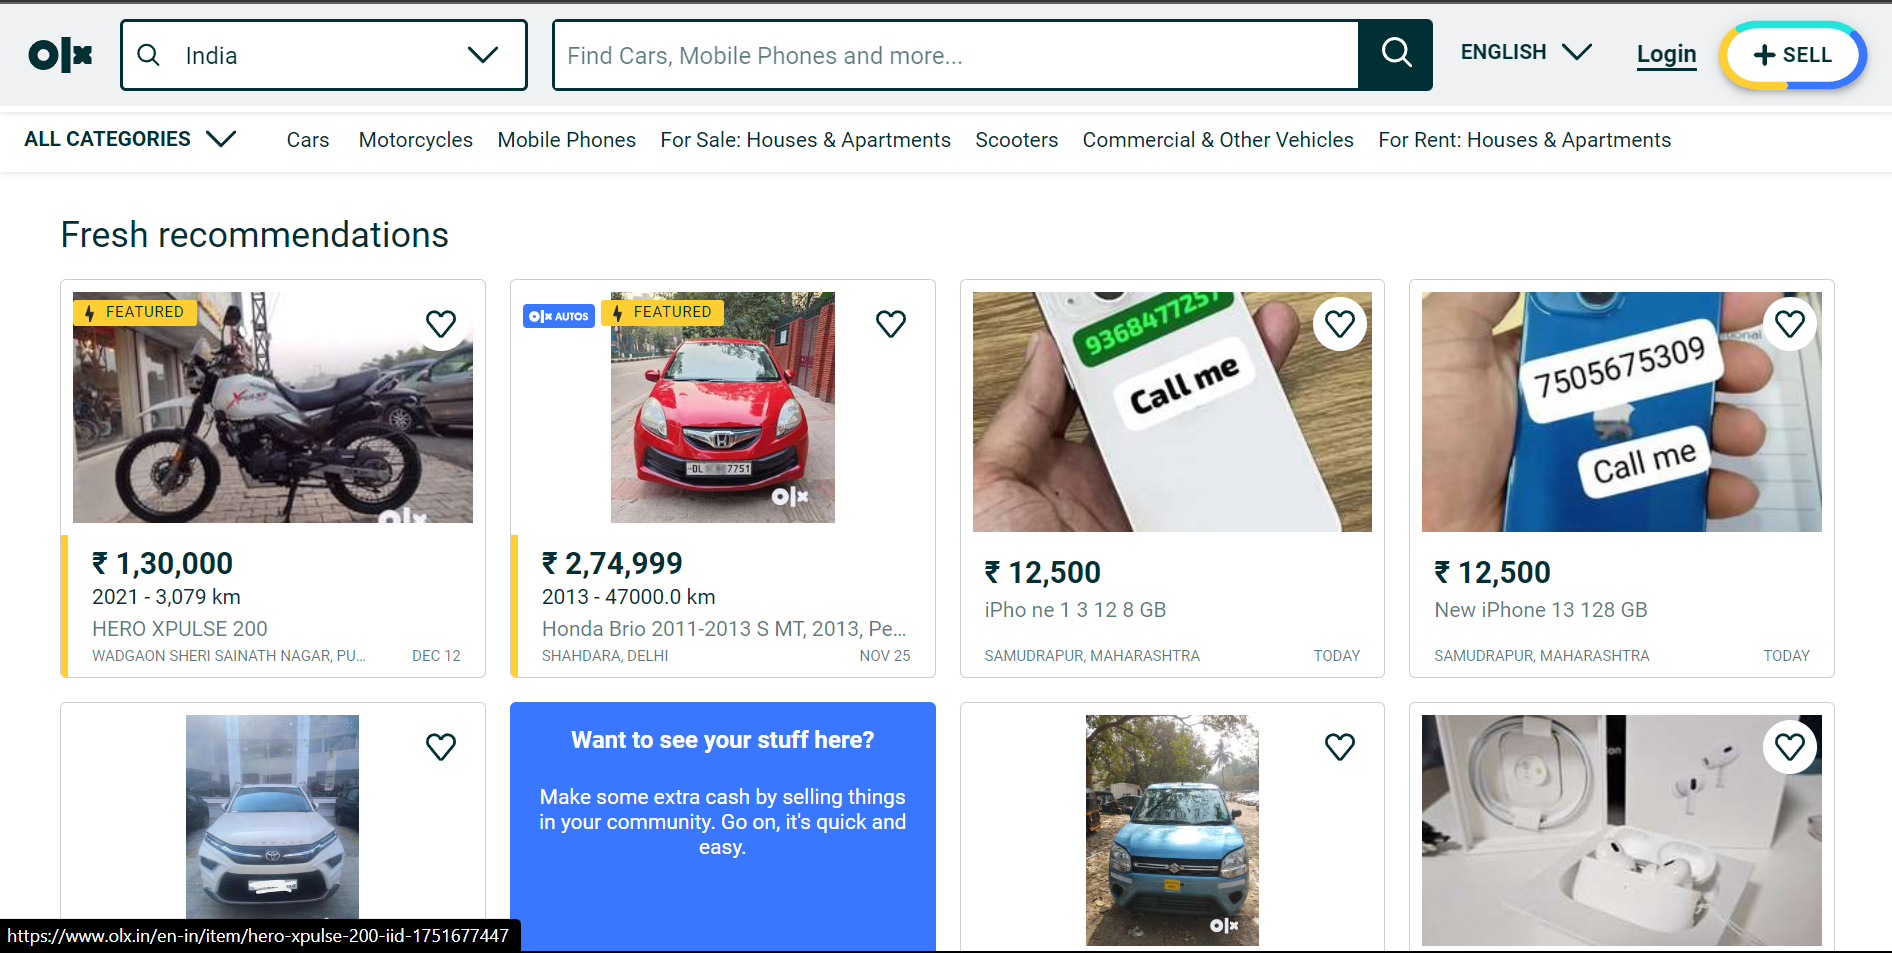 olx
India
Find Cars, Mobile Phones and more...
ENGLISH
Login
+ SELL
ALL CATEGORIES
Cars
Motorcycles
Mobile Phones
For Sale: Houses & Apartments
Scooters
Commercial & Other Vehicles
For Rent: Houses & Apartments
Fresh recommendations
FEATURED
olx
₹ 1,30,000
2021 - 3,079 km
HERO XPULSE 200
WADGAON SHERI SAINATH NAGAR, PU...
DEC 12
olx AUTOS
FEATURED
DL 7751
olx
₹ 2,74,999
2013 - 47000.0 km
Honda Brio 2011-2013 S MT, 2013, Pe...
SHAHDARA, DELHI
NOV 25
9368477257
Call me
₹ 12,500
iPho ne 1 3 12 8 GB
SAMUDRAPUR, MAHARASHTRA
TODAY
7505675309
Call me
₹ 12,500
New iPhone 13 128 GB
SAMUDRAPUR, MAHARASHTRA
TODAY
Want to see your stuff here?
Make some extra cash by selling things
in your community. Go on, it's quick and
easy.
olx
https://www.olx.in/en-in/item/hero-xpulse-200-iid-1751677447